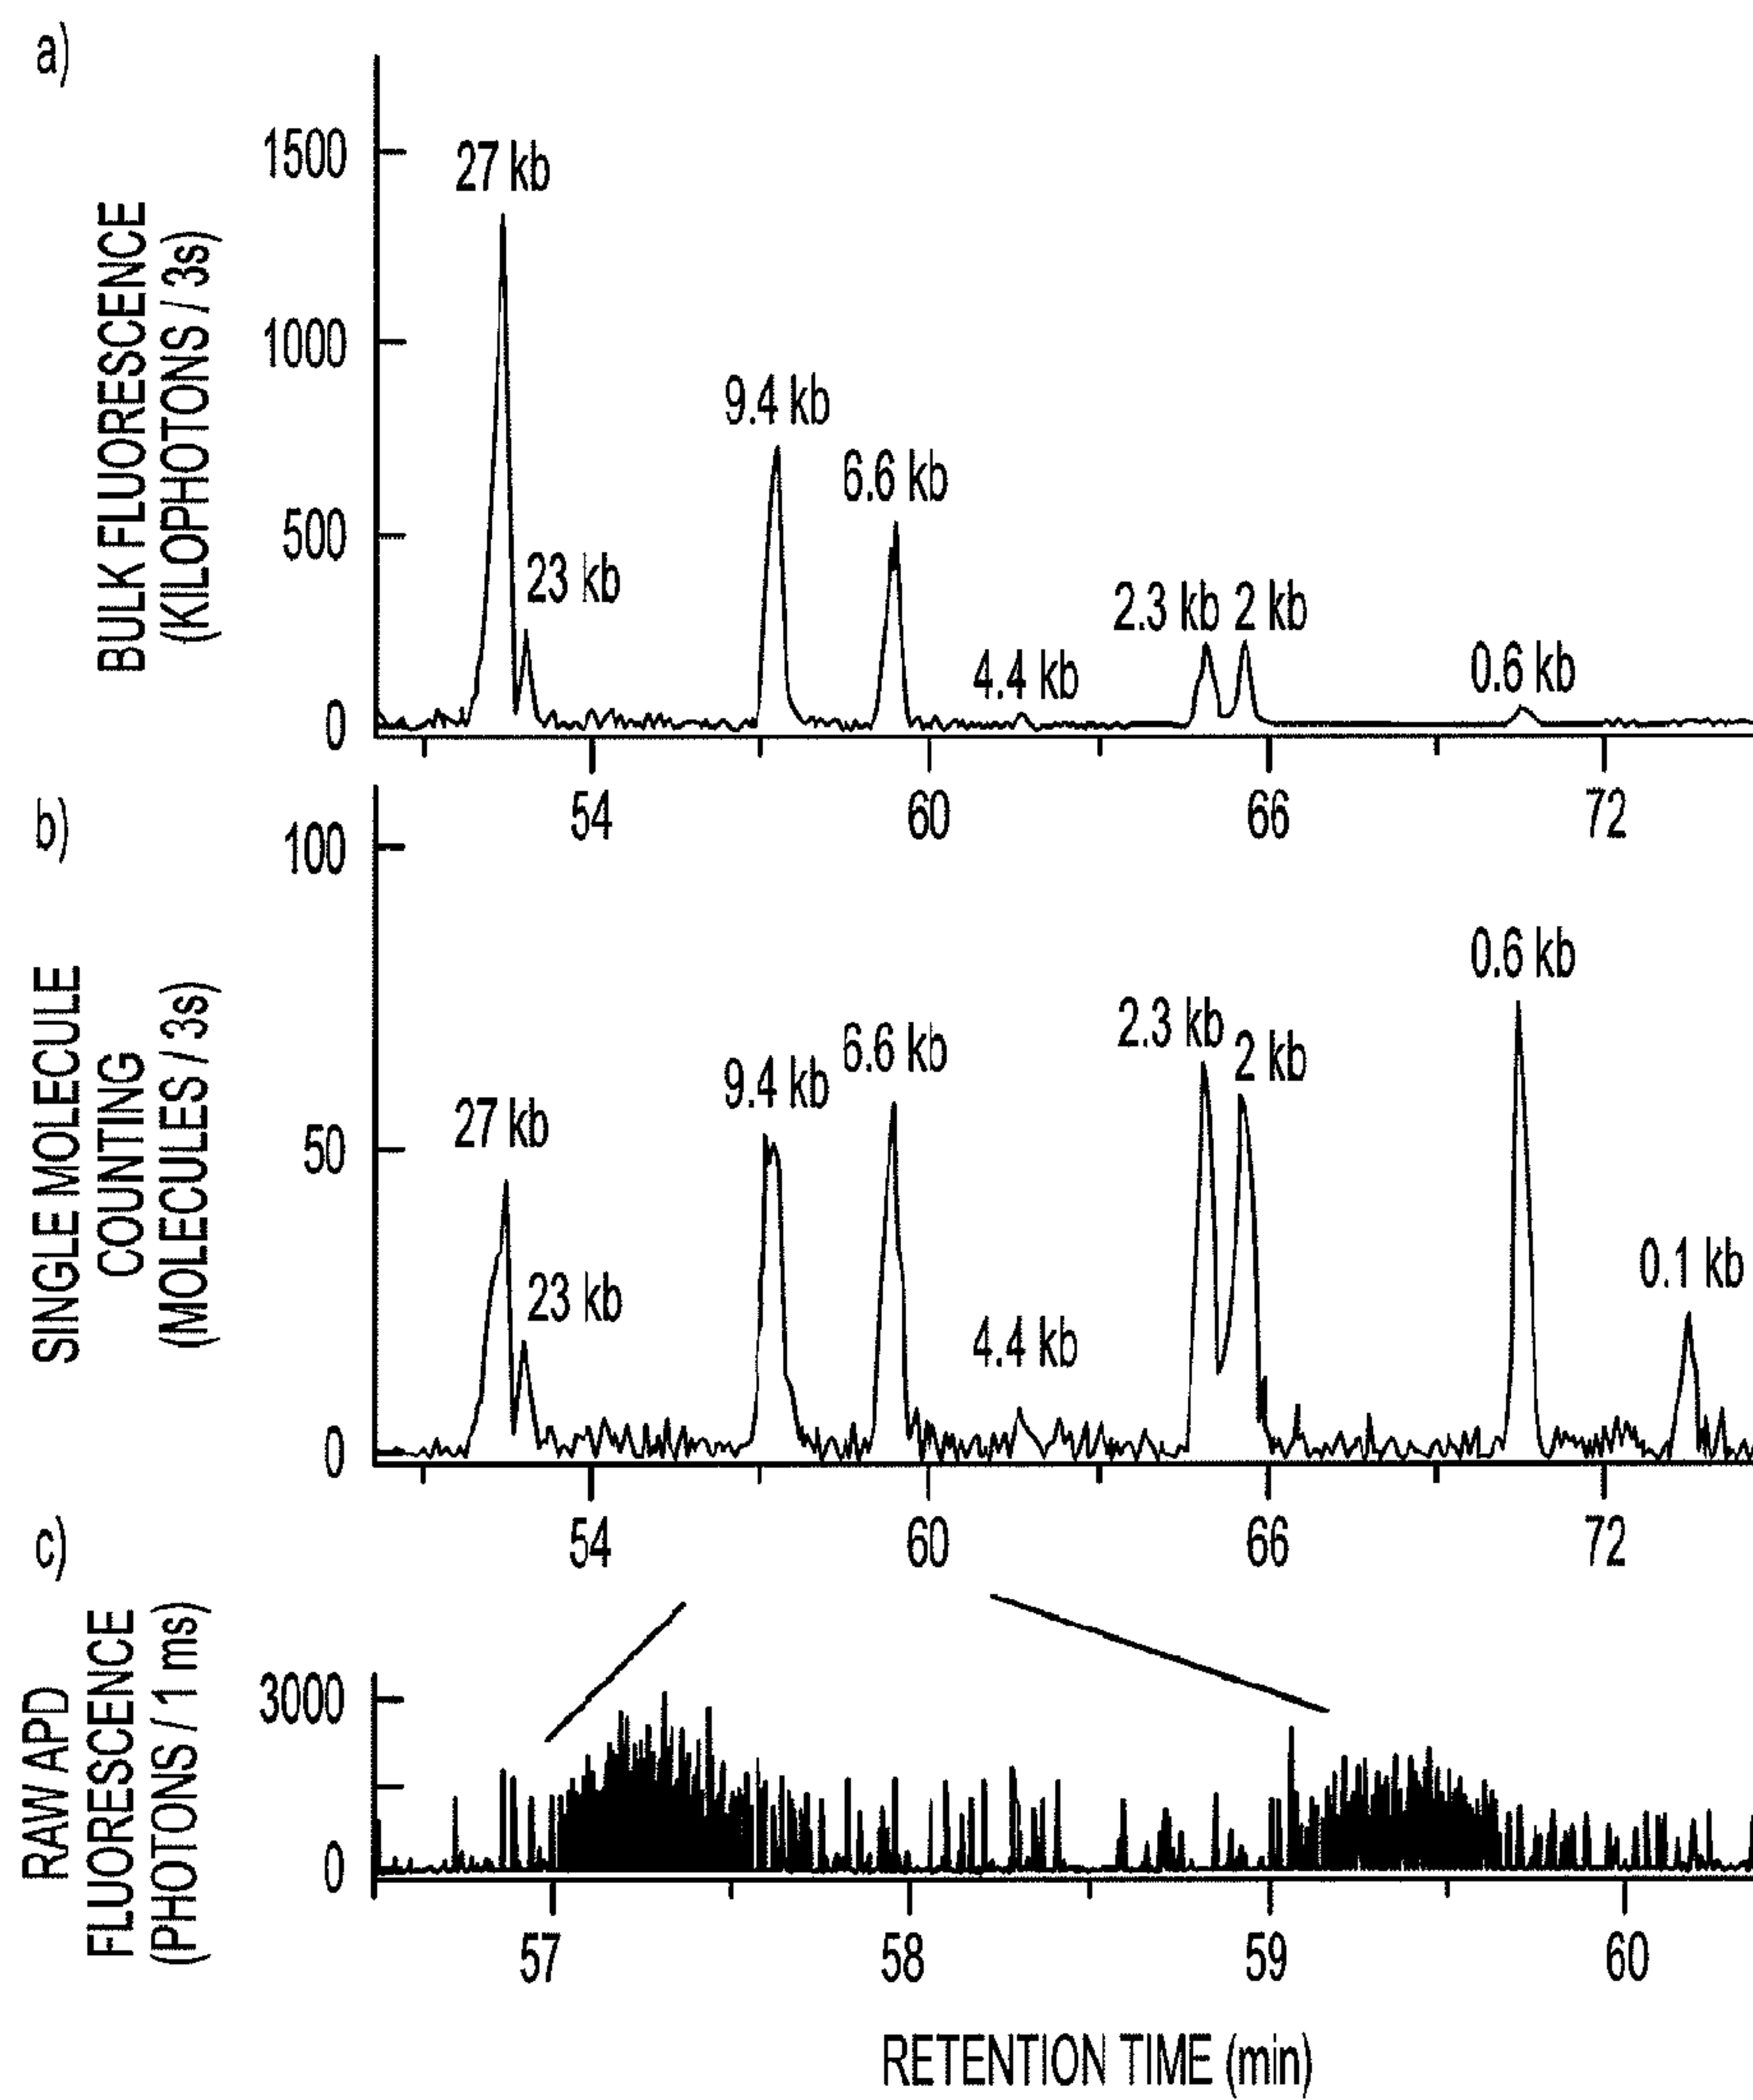 a)
BULK FLUORESCENCE
(KILOPHOTONS / 3s)
1500
1000
500
0
27 kb
23 kb
9.4 kb
6.6 kb
4.4 kb
2.3 kb
2 kb
0.6 kb
54
60
66
72
b)
SINGLE MOLECULE
COUNTING
(MOLECULES / 3s)
100
50
0
27 kb
23 kb
9.4 kb
6.6 kb
4.4 kb
2.3 kb
2 kb
0.6 kb
0.1 kb
54
60
66
72
c)
RAW APD
FLUORESCENCE
(PHOTONS / 1 ms)
3000
0
57
58
59
60
RETENTION TIME (min)